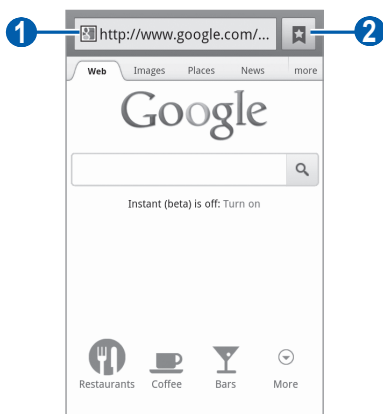 1 http://www.google.com/... 2
Web Images Places News more
Google
Instant (beta) is off: Turn on
Restaurants Coffee Bars More